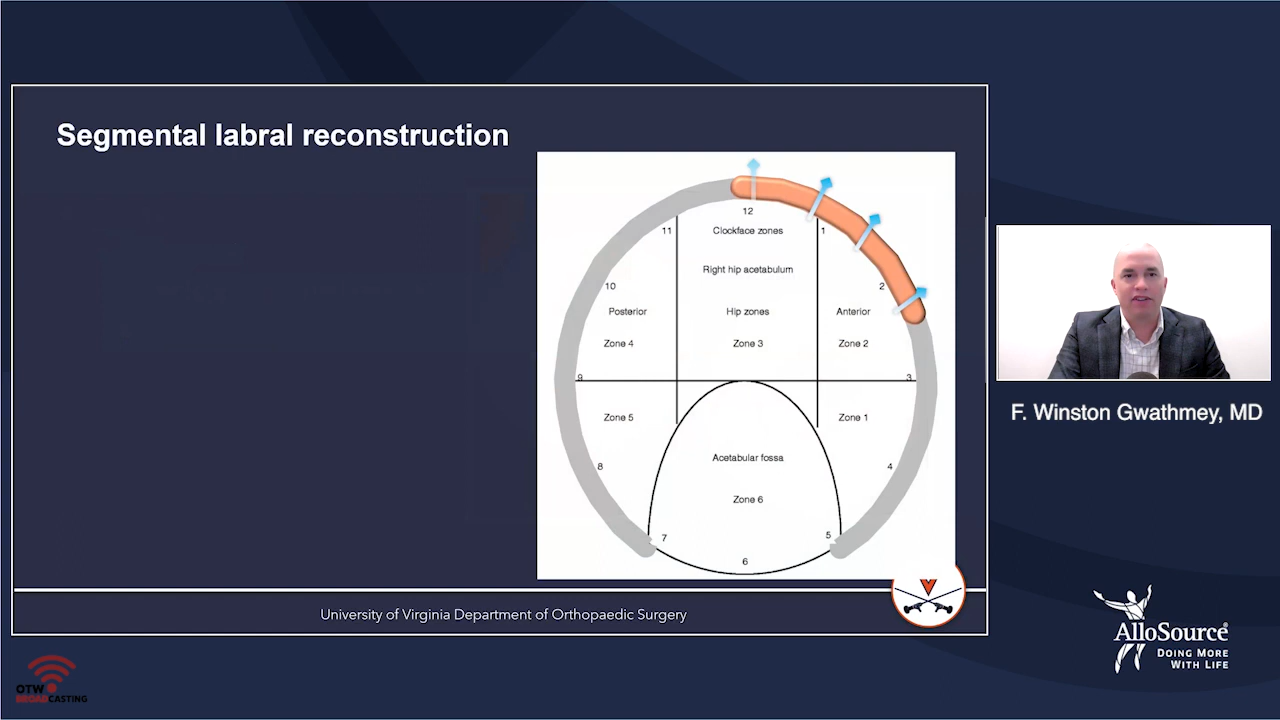 Segmental labral reconstruction
12
11
Clockface zones
1
Right hip acetabulum
10
2
Posterior
Hip zones
Anterior
Zone 4
Zone 3
Zone 2
9
3
Zone 5
Zone 1
Acetabular fossa
8
4
Zone 6
7
5
6
University of Virginia Department of Orthopaedic Surgery
F. Winston Gwathmey, MD
AlloSource®
DOING MORE
WITH LIFE
OTW
BROADCASTING